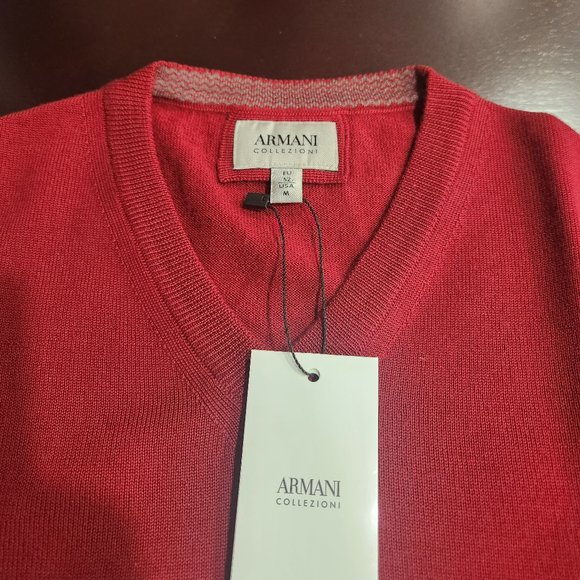 ARMANI
COLLEZIONI
EU
52
USA
M
ARMANI
COLLEZIONI